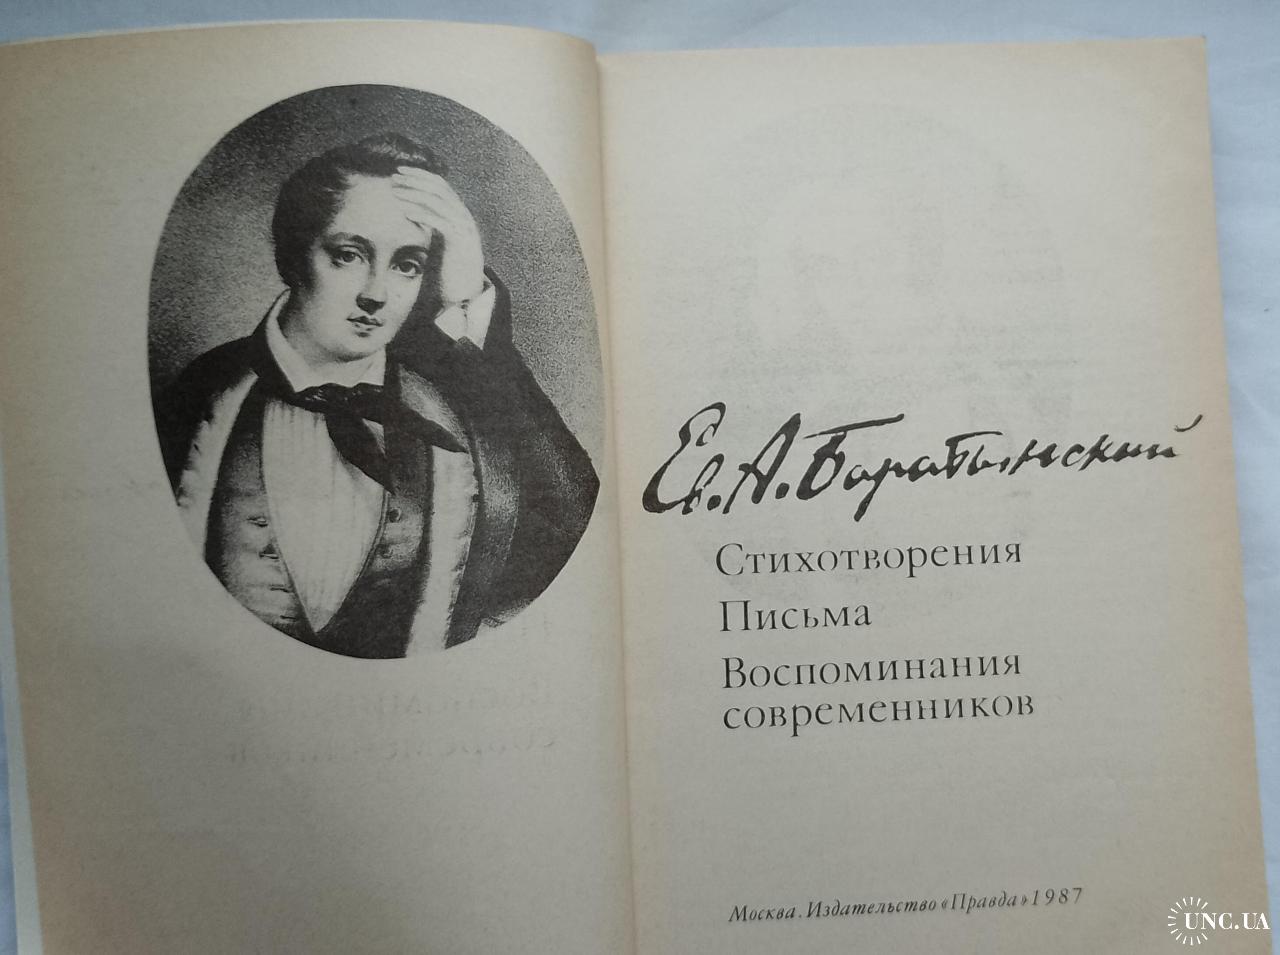 Ев. А. Баратынский
Стихотворения
Письма
Воспоминания
современников
Москва. Издательство «Правда» 1987
UNC.UA